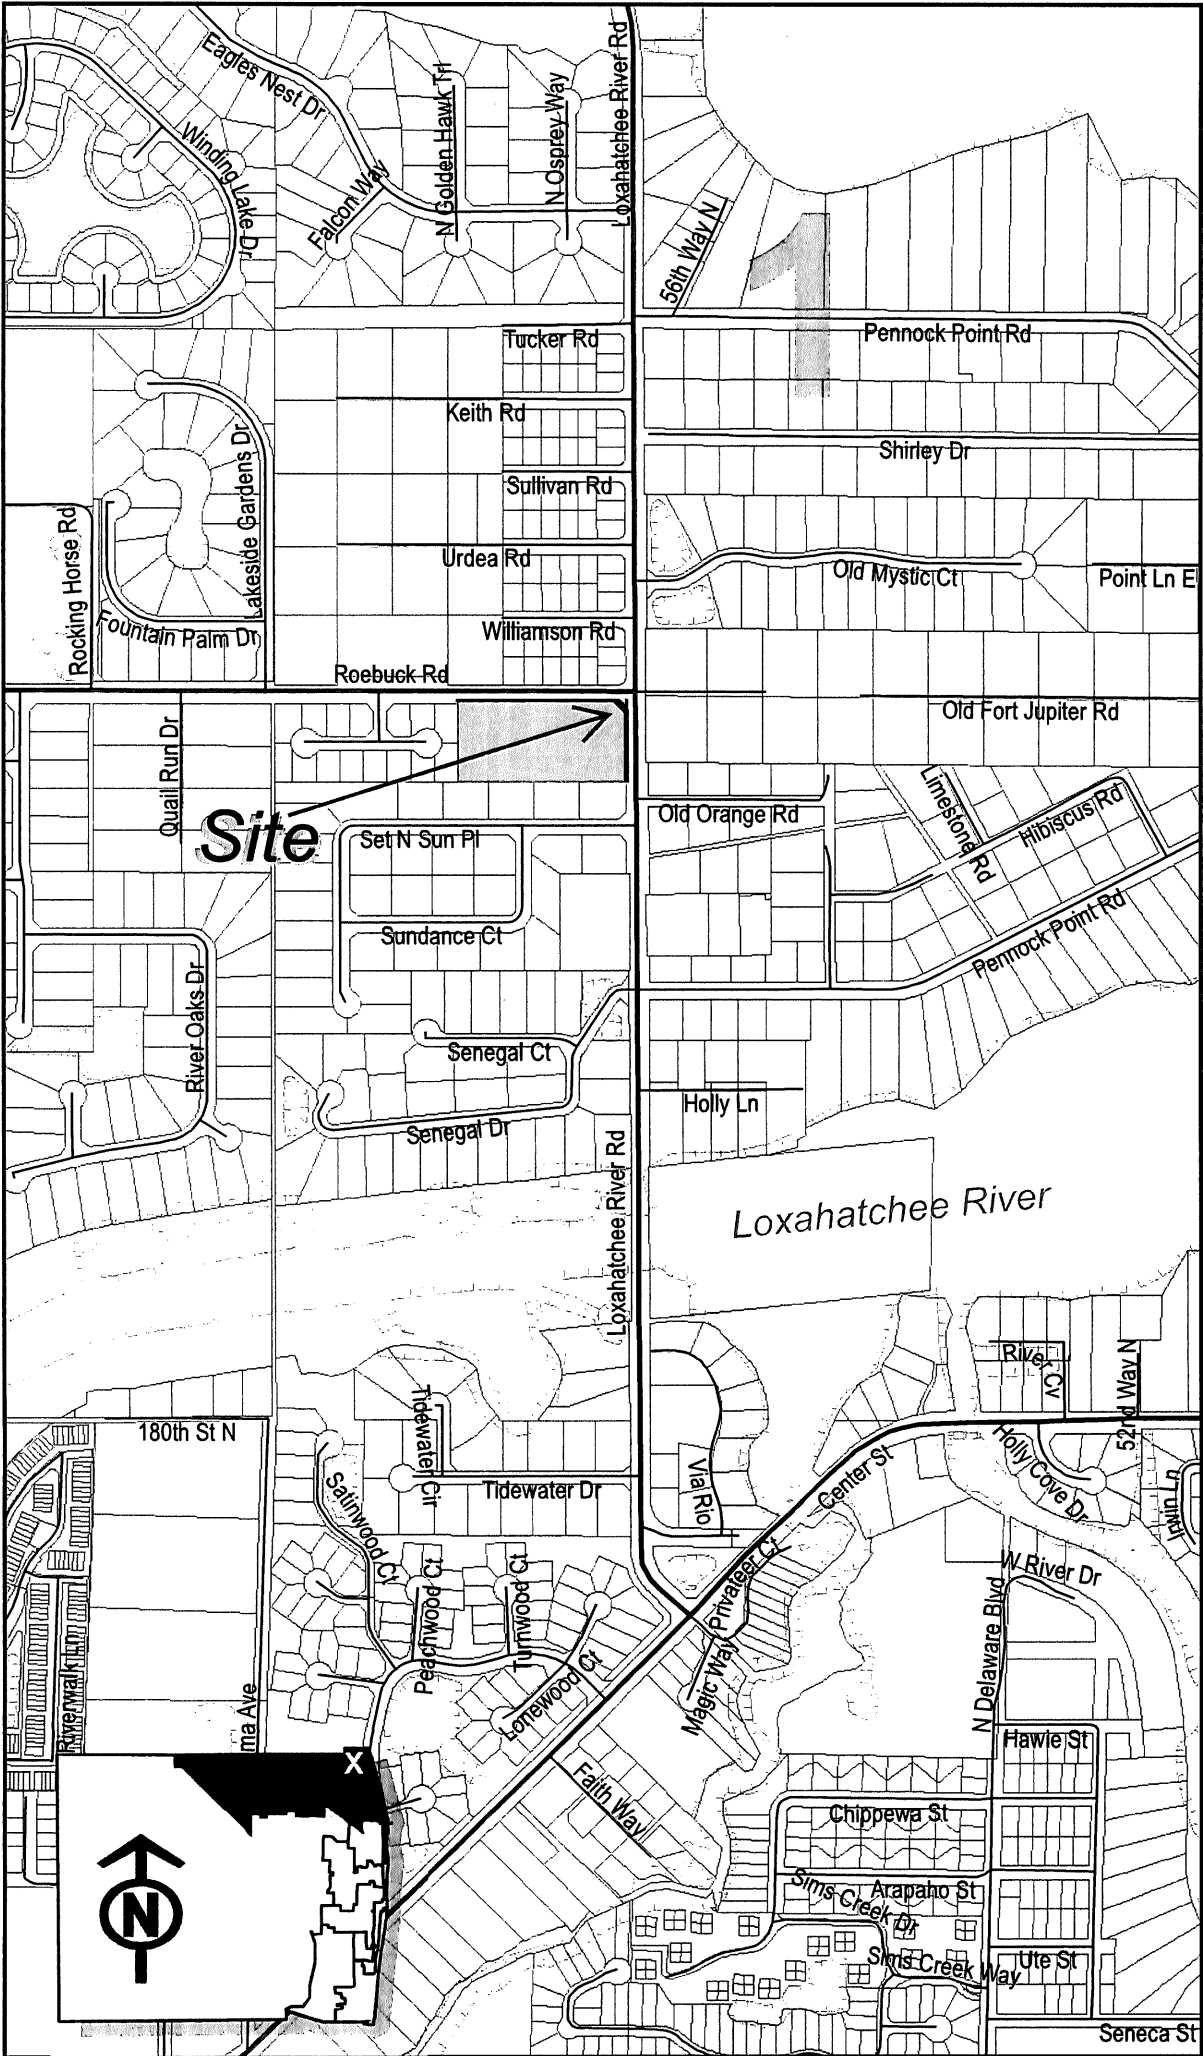 Eagles Nest Dr
Winding Lake Dr
Falcon Way
N Golden Hawk Trl
N Osprey Way
Loxahatchee River Rd
56th Way N
1
Pennock Point Rd
Tucker Rd
Keith Rd
Shirley Dr
Sullivan Rd
Lakeside Gardens Dr
Rocking Horse Rd
Urdea Rd
Old Mystic Ct
Point Ln E
Fountain Palm Dr
Williamson Rd
Roebuck Rd
Old Fort Jupiter Rd
Quail Run Dr
Site
Set N Sun Pl
Old Orange Rd
Limestone Rd
Hibiscus Rd
Sundance Ct
Pennock Point Rd
River Oaks Dr
Senegal Ct
Holly Ln
Senegal Dr
Loxahatchee River Rd
Loxahatchee River
River Cv
52nd Way N
180th St N
Tidewater Cir
Tidewater Dr
Via Rio
Center St
Holly Cove Dr
Irwin Ln
Satinwood Ct
Peachwood Ct
Turnwood Ct
Privateer Ct
W River Dr
Lonewood Ct
Magic Way
N Delaware Blvd
Riverwalk Ln
ma Ave
Hawie St
X
Faith Way
Chippewa St
Arapaho St
Sims Creek Dr
N
Sims Creek Way
Ute St
Seneca St